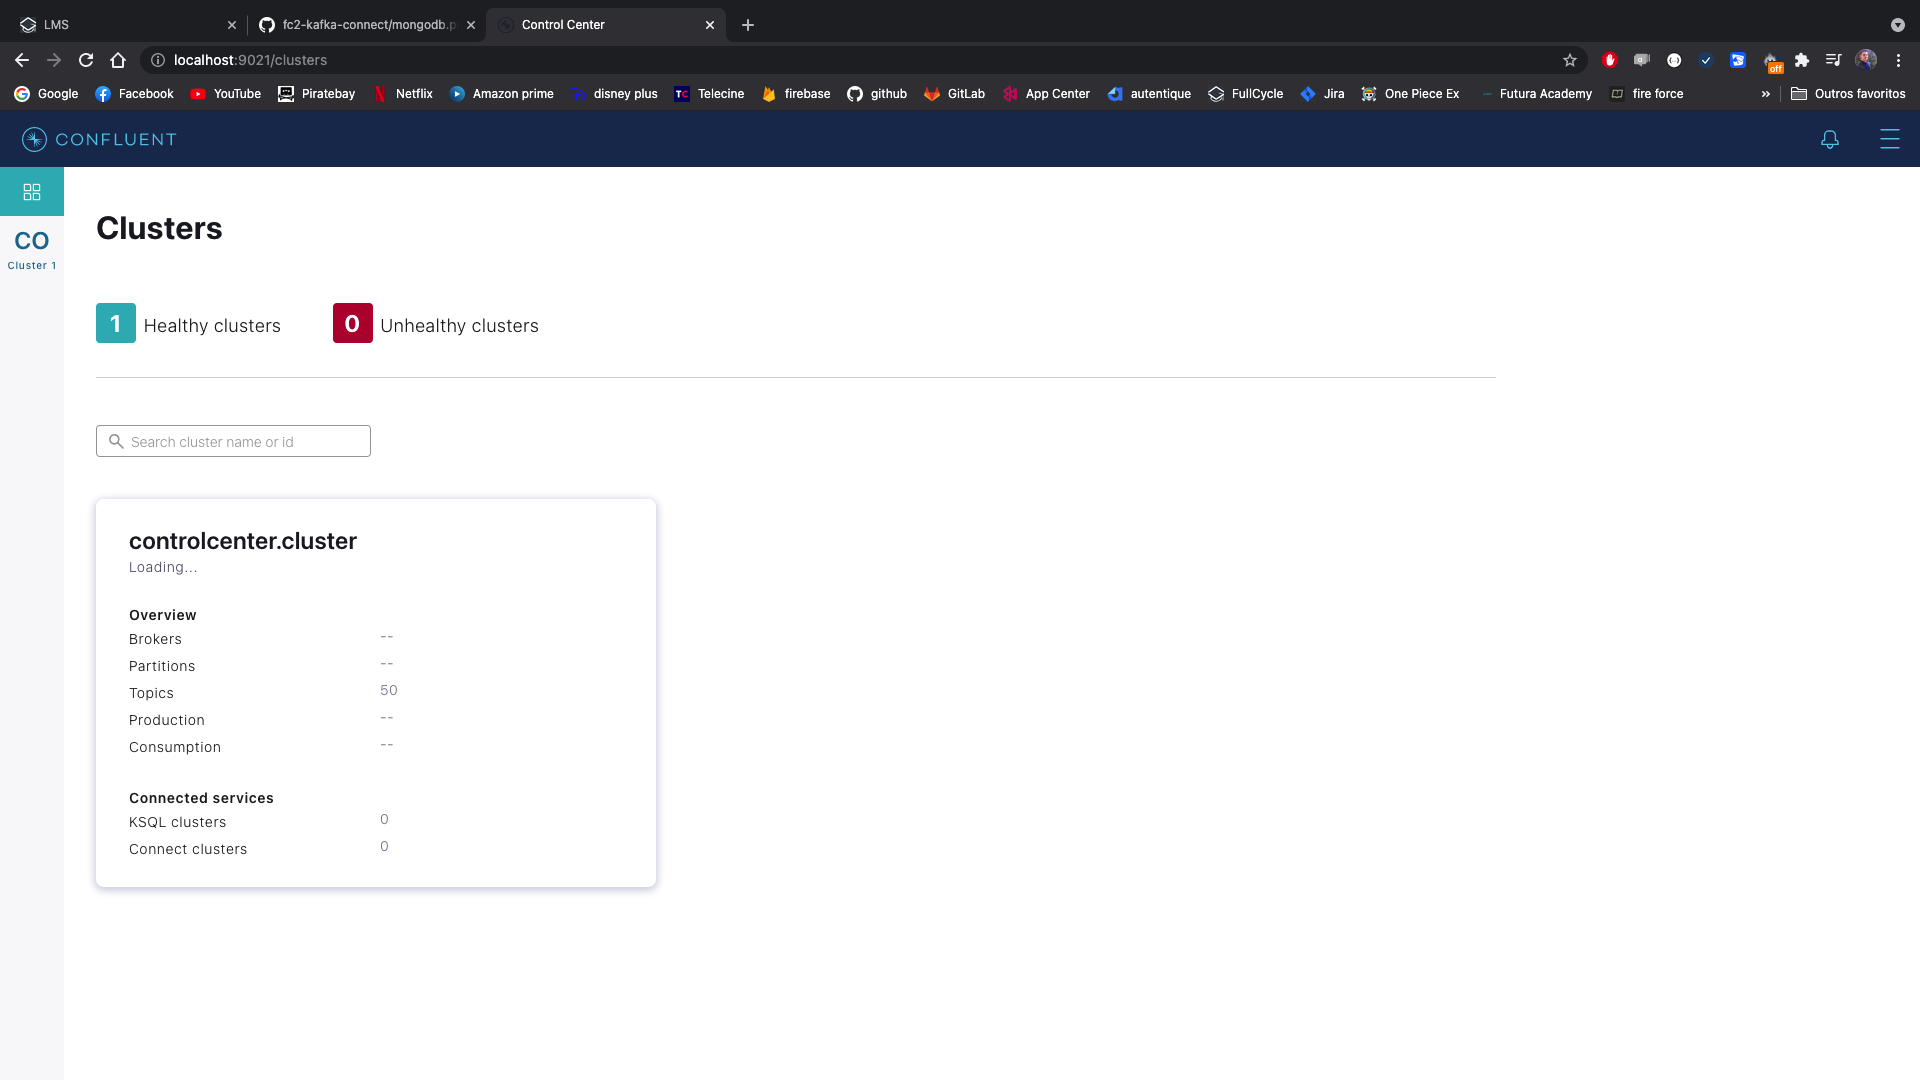 LMS
fc2-kafka-connect/mongodb.p
Control Center
localhost:9021/clusters
off
Google
Facebook
YouTube
Piratebay
Netflix
Amazon prime
disney plus
Telecine
firebase
github
GitLab
App Center
autentique
FullCycle
Jira
One Piece Ex
Futura Academy
fire force
»
Outros favoritos
CONFLUENT
CO
Cluster 1
Clusters
1 Healthy clusters
0 Unhealthy clusters
Search cluster name or id
controlcenter.cluster
Loading...
Overview
Brokers --
Partitions --
Topics 50
Production --
Consumption --
Connected services
KSQL clusters 0
Connect clusters 0